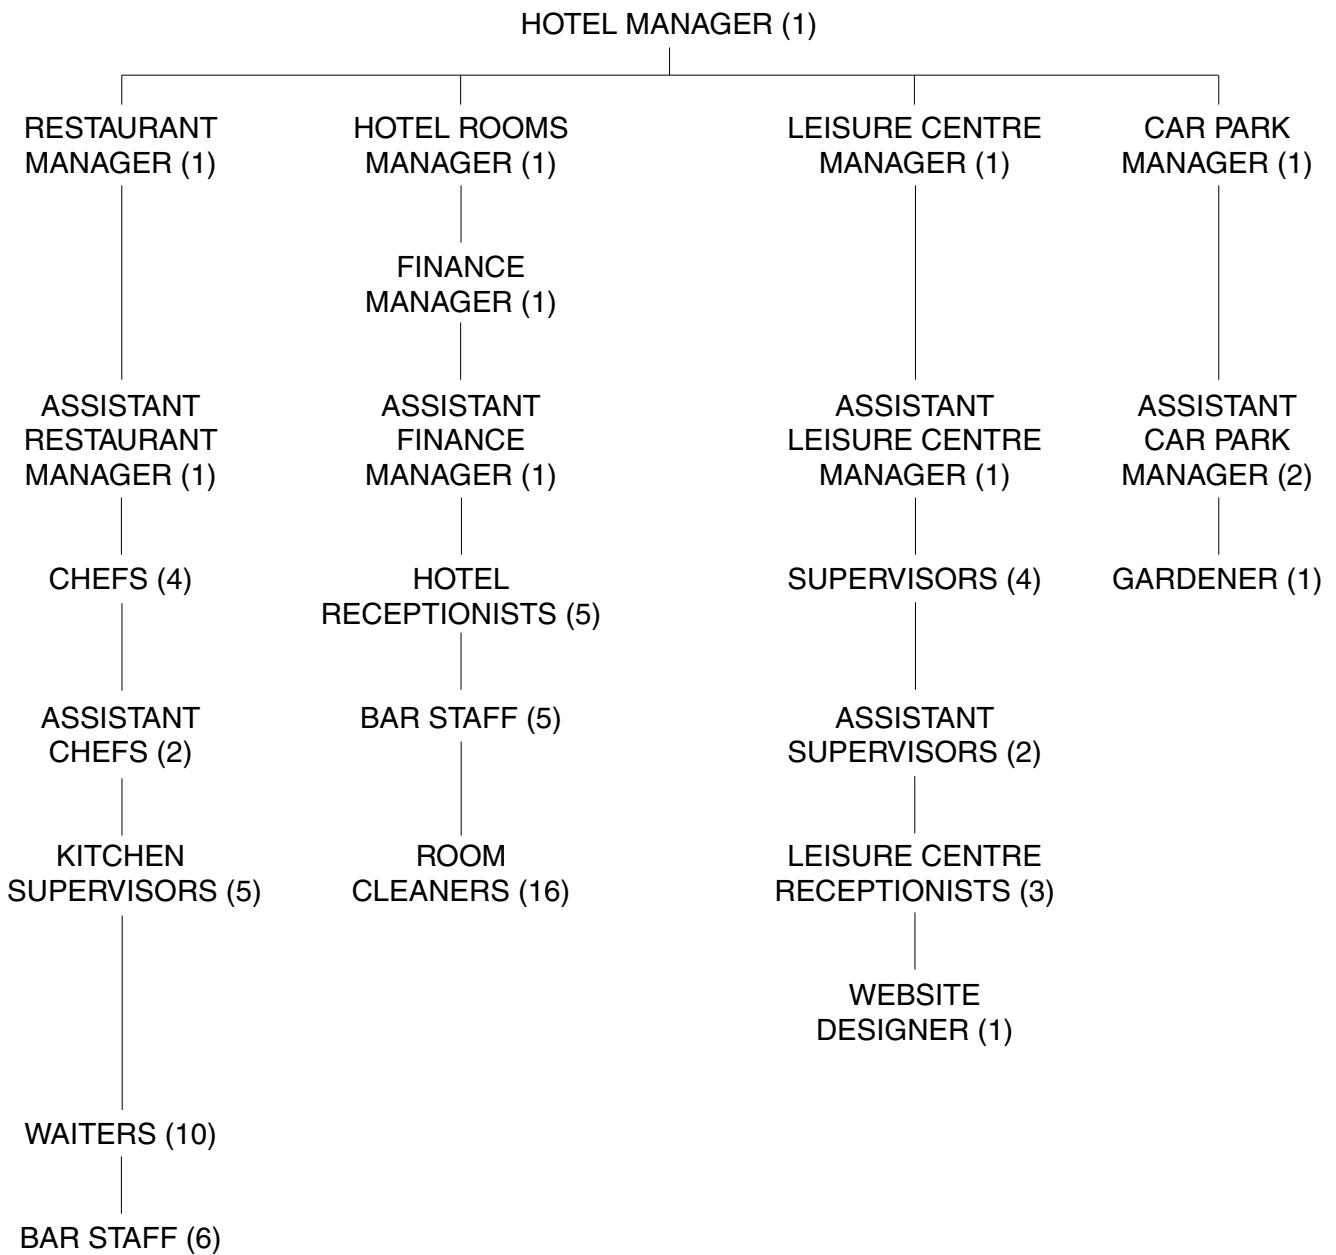 HOTEL MANAGER (1)
RESTAURANT
MANAGER (1)
HOTEL ROOMS
MANAGER (1)
LEISURE CENTRE
MANAGER (1)
CAR PARK
MANAGER (1)
FINANCE
MANAGER (1)
ASSISTANT
RESTAURANT
MANAGER (1)
ASSISTANT
FINANCE
MANAGER (1)
ASSISTANT
LEISURE CENTRE
MANAGER (1)
ASSISTANT
CAR PARK
MANAGER (2)
CHEFS (4)
HOTEL
RECEPTIONISTS (5)
SUPERVISORS (4)
GARDENER (1)
ASSISTANT
CHEFS (2)
BAR STAFF (5)
ASSISTANT
SUPERVISORS (2)
KITCHEN
SUPERVISORS (5)
ROOM
CLEANERS (16)
LEISURE CENTRE
RECEPTIONISTS (3)
WEBSITE
DESIGNER (1)
WAITERS (10)
BAR STAFF (6)